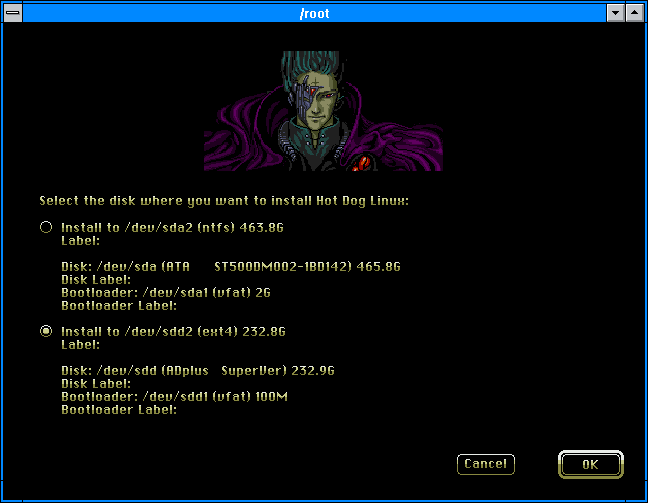 /root
Select the disk where you want to install Hot Dog Linux:
Install to /dev/sda2 (ntfs) 463.8G
Label:
Disk: /dev/sda (ATA     ST500DM002-1BD142) 465.8G
Disk Label:
Bootloader: /dev/sda1 (vfat) 2G
Bootloader Label:
Install to /dev/sdd2 (ext4) 232.8G
Label:
Disk: /dev/sdd (ADplus   SuperVer) 232.9G
Disk Label:
Bootloader: /dev/sdd1 (vfat) 100M
Bootloader Label:
Cancel
OK